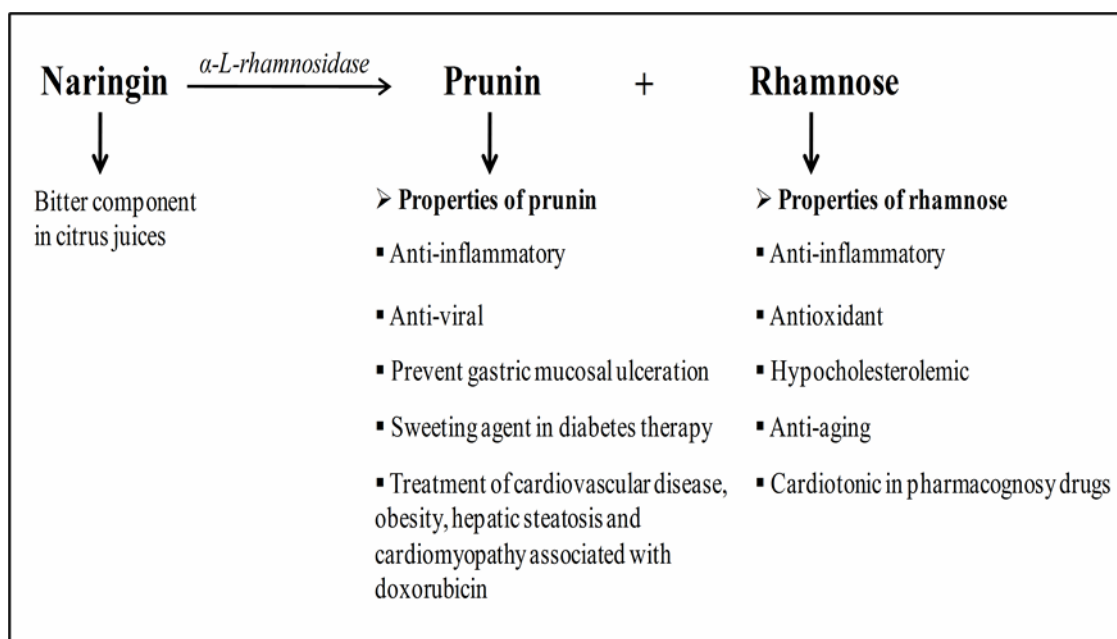 Naringin α-L-rhamnosidase Prunin + Rhamnose
Bitter component
in citrus juices
➢ Properties of prunin
▪ Anti-inflammatory
▪ Anti-viral
▪ Prevent gastric mucosal ulceration
▪ Sweeting agent in diabetes therapy
▪ Treatment of cardiovascular disease,
obesity, hepatic steatosis and
cardiomyopathy associated with
doxorubicin
➢ Properties of rhamnose
▪ Anti-inflammatory
▪ Antioxidant
▪ Hypocholesterolemic
▪ Anti-aging
▪ Cardiotonic in pharmacognosy drugs